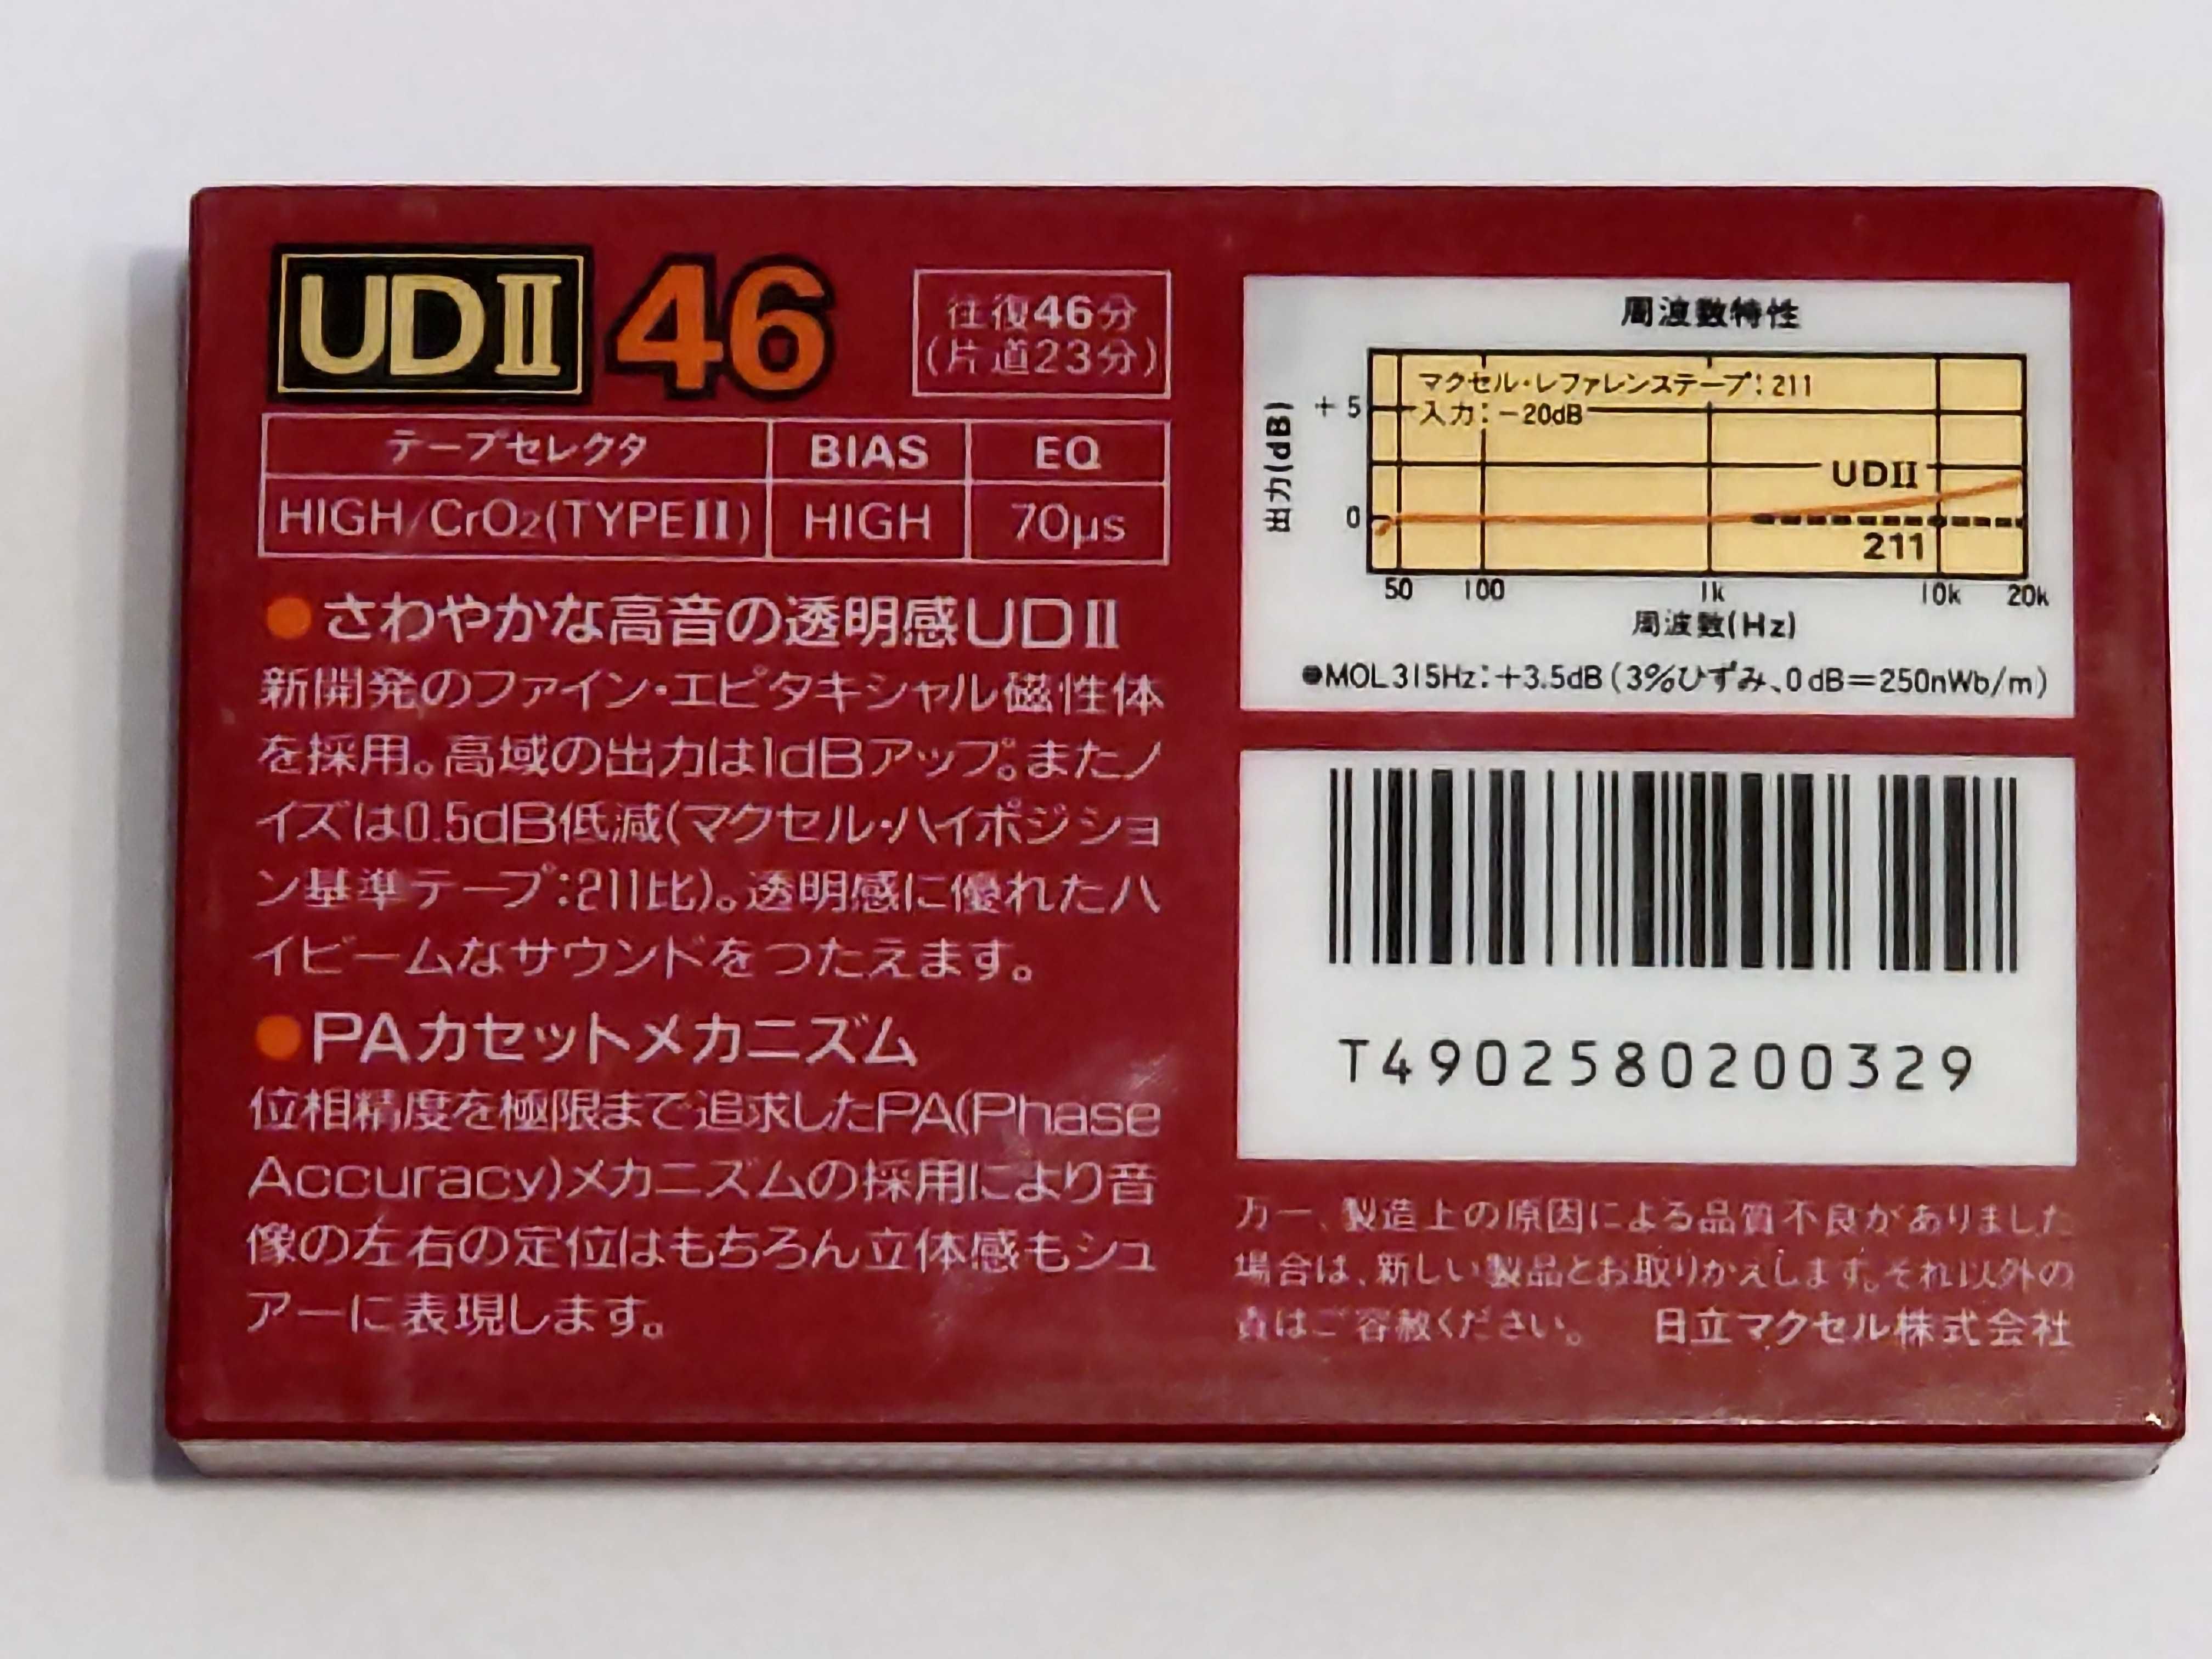 UDⅡ 46
往復46分
(片道23分)
テープセレクタ BIAS EQ
HIGH/CrO2(TYPEⅡ) HIGH 70μs
●さわやかな高音の透明感UDⅡ
新開発のファイン・エピタキシャル磁性体
を採用。高域の出力は1dBアップ。またノ
イズは0.5dB低減(マクセル・ハイポジショ
ン基準テープ:211比)。透明感に優れたハ
イビームなサウンドをつたえます。
●PAカセットメカニズム
位相精度を極限まで追求したPA(Phase
Accuracy)メカニズムの採用により音
像の左右の定位はもちろん立体感もシュ
アーに表現します。
周波数特性
マクセル・レファレンステープ:211
入力:-20dB
出力(dB)
+5
UDⅡ
0
211
50 100 1k 10k 20k
周波数(Hz)
●MOL315Hz:+3.5dB(3%ひずみ、0dB=250nWb/m)
T4902580200329
万一、製造上の原因による品質不良がありました
場合は、新しい製品とお取りかえします。それ以外の
責はご容赦ください。 日立マクセル株式会社